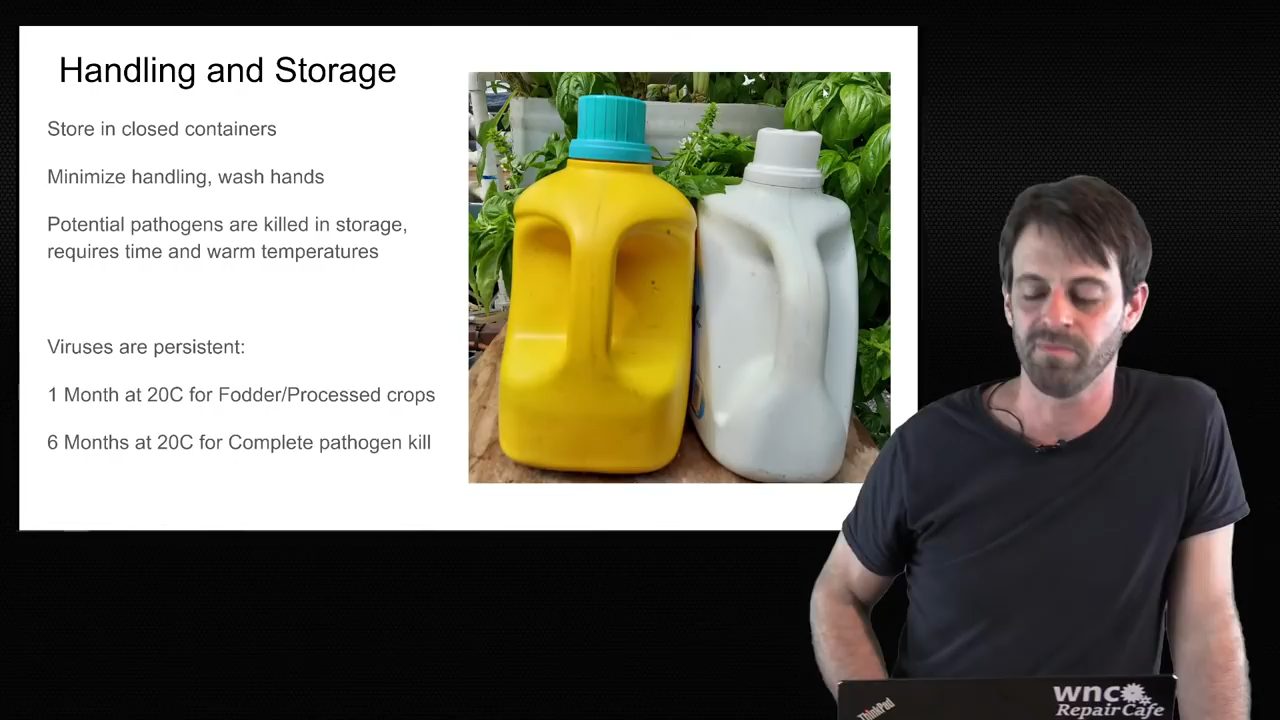 Handling and Storage
Store in closed containers
Minimize handling, wash hands
Potential pathogens are killed in storage,
requires time and warm temperatures
Viruses are persistent:
1 Month at 20C for Fodder/Processed crops
6 Months at 20C for Complete pathogen kill
ThinkPad
wnc
Repair Cafe